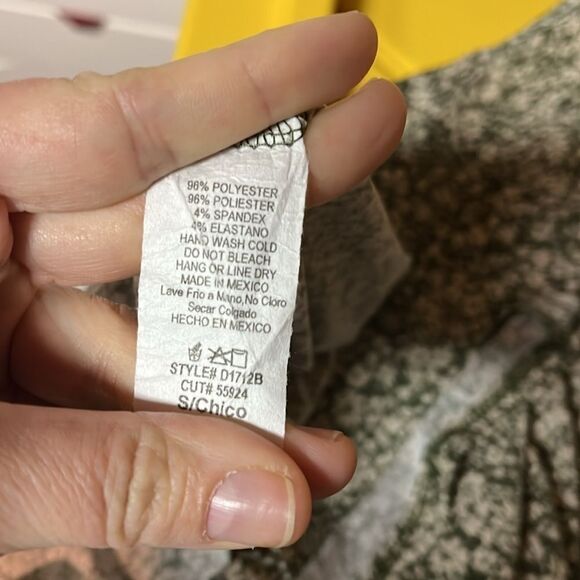 96% POLYESTER
96% POLIESTER
4% SPANDEX
4% ELASTANO
HAND WASH COLD
DO NOT BLEACH
HANG OR LINE DRY
MADE IN MEXICO
Lave Frio a Mano,No Cloro
Secar Colgado
HECHO EN MEXICO
STYLE# D1712B
CUT# 55924
S/Chico